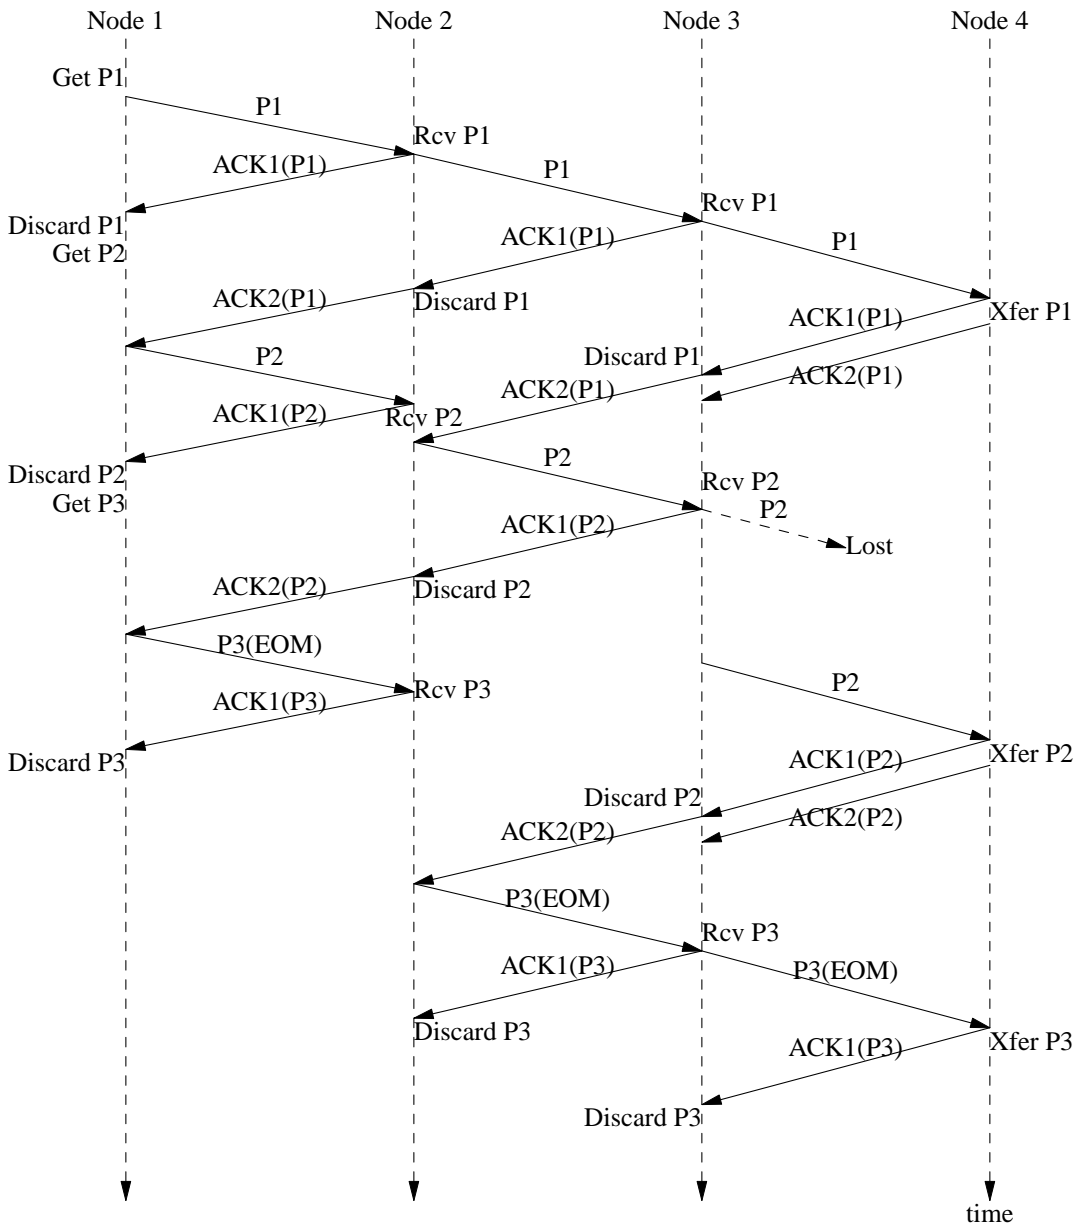 Node 1 Node 2 Node 3 Node 4
Get P1
P1
Rcv P1
ACK1(P1)
P1
Rcv P1
Discard P1
ACK1(P1)
P1
Get P2
ACK2(P1)
Discard P1
Xfer P1
ACK1(P1)
P2
Discard P1
ACK2(P1)
ACK2(P1)
ACK1(P2)
Rcv P2
P2
Discard P2
Rcv P2
Get P3
P2
ACK1(P2)
Lost
ACK2(P2)
Discard P2
P3(EOM)
Rcv P3
P2
ACK1(P3)
Discard P3
Xfer P2
ACK1(P2)
Discard P2
ACK2(P2)
ACK2(P2)
P3(EOM)
Rcv P3
ACK1(P3)
P3(EOM)
Discard P3
Xfer P3
ACK1(P3)
Discard P3
time